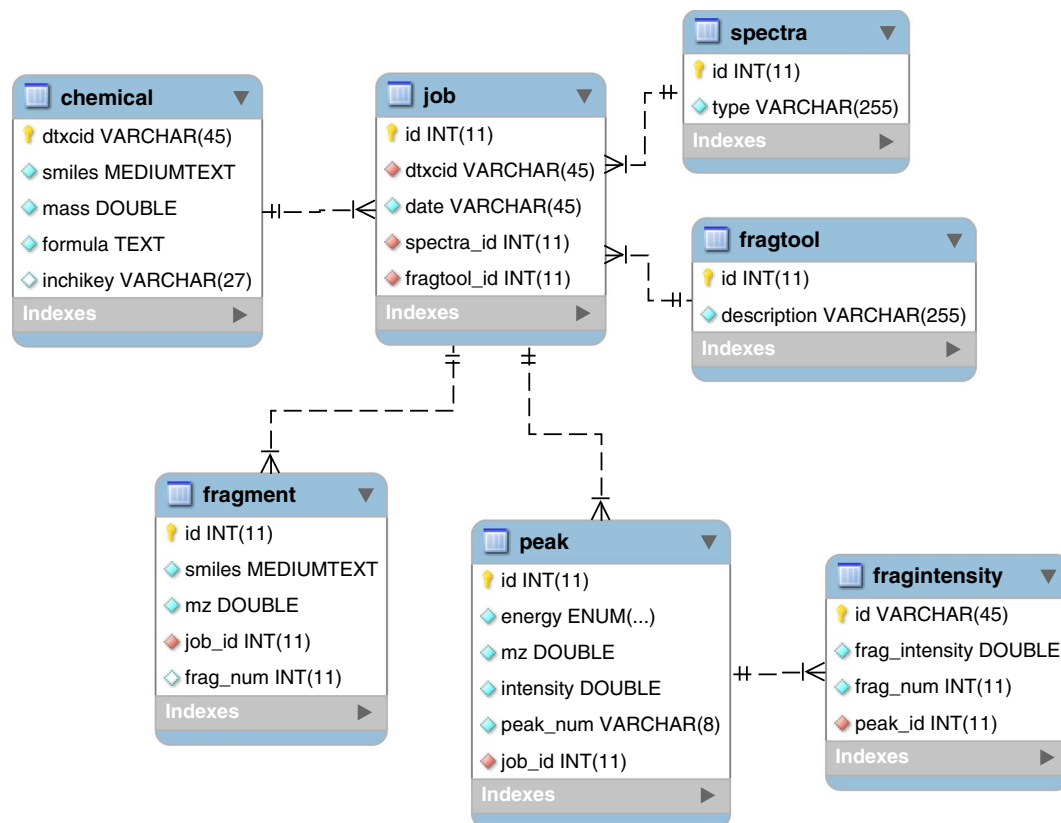 chemical
dtxcid VARCHAR(45)
smiles MEDIUMTEXT
mass DOUBLE
formula TEXT
inchikey VARCHAR(27)
Indexes
job
id INT(11)
dtxcid VARCHAR(45)
date VARCHAR(45)
spectra_id INT(11)
fragtool_id INT(11)
Indexes
spectra
id INT(11)
type VARCHAR(255)
Indexes
fragtool
id INT(11)
description VARCHAR(255)
Indexes
fragment
id INT(11)
smiles MEDIUMTEXT
mz DOUBLE
job_id INT(11)
frag_num INT(11)
Indexes
peak
id INT(11)
energy ENUM(...)
mz DOUBLE
intensity DOUBLE
peak_num VARCHAR(8)
job_id INT(11)
Indexes
fragintensity
id VARCHAR(45)
frag_intensity DOUBLE
frag_num INT(11)
peak_id INT(11)
Indexes